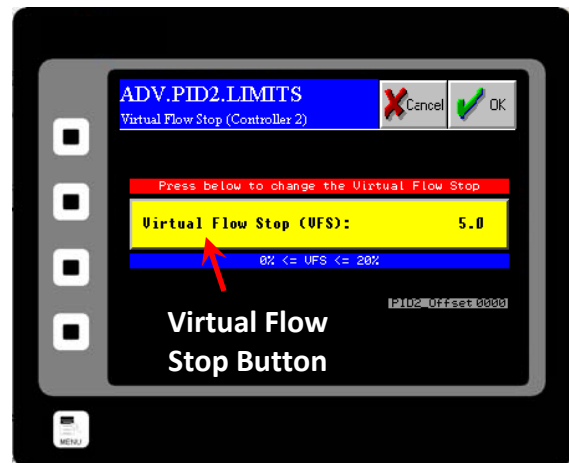 ADV.PID2.LIMITS
Virtual Flow Stop (Controller 2)
Cancel
OK
Press below to change the Virtual Flow Stop
Virtual Flow Stop (VFS): 5.0
0% <= VFS <= 20%
PID2_Offset 0000
Virtual Flow
Stop Button
MENU